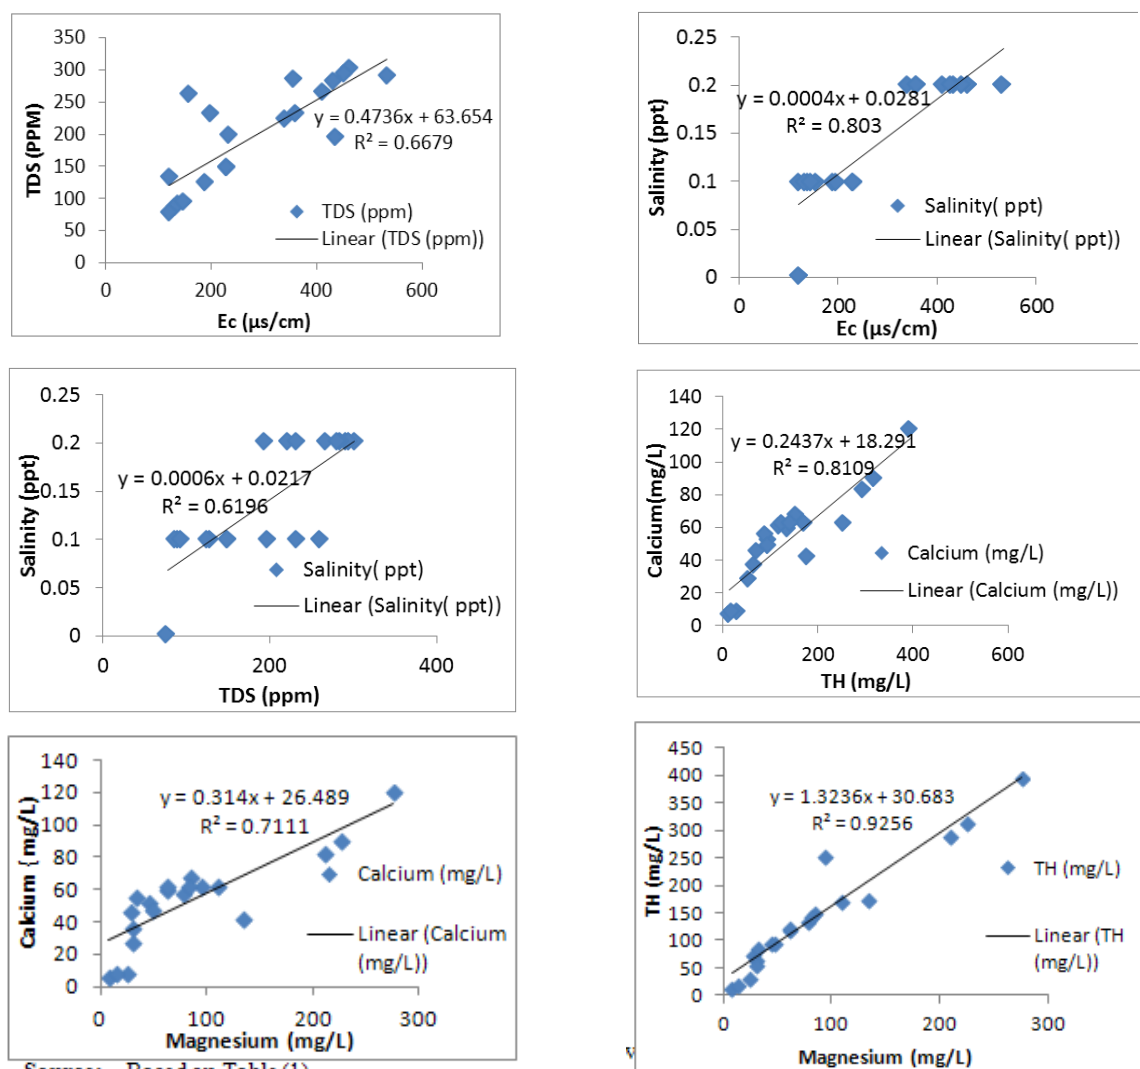 350
300
250
200
150
100
50
0
TDS (PPM)
y = 0.4736x + 63.654
R² = 0.6679
TDS (ppm)
Linear (TDS (ppm))
0 200 400 600
Ec (µs/cm)
0.25
0.2
0.15
0.1
0.05
0
Salinity (ppt)
y = 0.0004x + 0.0281
R² = 0.803
Salinity( ppt)
Linear (Salinity( ppt))
0 200 400 600
Ec (µs/cm)
0.25
0.2
0.15
0.1
0.05
0
Salinity (ppt)
y = 0.0006x + 0.0217
R² = 0.6196
Salinity( ppt)
Linear (Salinity( ppt))
0 200 400
TDS (ppm)
140
120
100
80
60
40
20
0
Calcium(mg/L)
y = 0.2437x + 18.291
R² = 0.8109
Calcium (mg/L)
Linear (Calcium (mg/L))
0 200 400 600
TH (mg/L)
140
120
100
80
60
40
20
0
Calcium { mg/L)
y = 0.314x + 26.489
R² = 0.7111
Calcium (mg/L)
Linear (Calcium
(mg/L))
0 100 200 300
Magnesium (mg/L)
450
400
350
300
250
200
150
100
50
0
TH (mg/L)
y = 1.3236x + 30.683
R² = 0.9256
TH (mg/L)
Linear (TH
(mg/L))
0 100 200 300
Magnesium (mg/L)
Source: Based on Table (1)